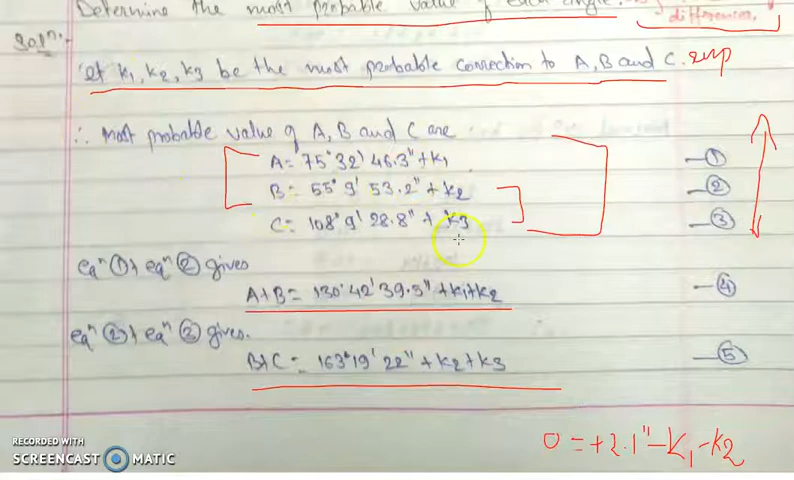 Determine the most probable value of each angle.
differences.
Sol^n:-
let K₁, K₂, K₃ be the most probable correction to A, B and C.
∴ Most probable value of A, B and C are
A = 75° 32' 46.3" + K₁ —①
B = 55° 9' 53.2" + K₂ —②
C = 108° 9' 28.8" + K₃ —③
eqⁿ ① + eqⁿ ② gives
A+B = 130° 42' 39.5" + K₁+K₂ —④
eqⁿ ② + eqⁿ ③ gives.
B+C = 163° 19' 22" + K₂+K₃ —⑤
0 = +2.1" - K₁ - K₂
RECORDED WITH
SCREENCAST MATIC